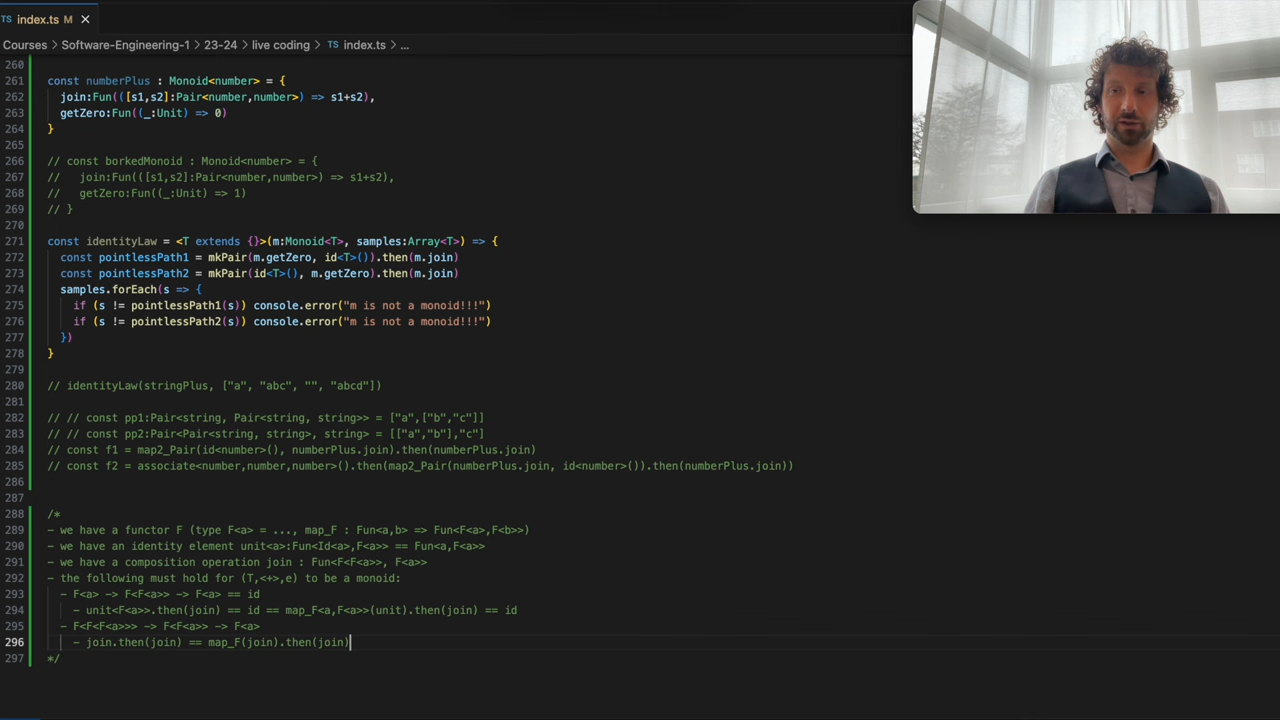 TS index.ts M ×
Courses > Software-Engineering-1 > 23-24 > live coding > TS index.ts > ...
260
261 const numberPlus : Monoid<number> = {
262   join:Fun(([s1,s2]:Pair<number,number>) => s1+s2),
263   getZero:Fun((_:Unit) => 0)
264 }
265
266 // const borkedMonoid : Monoid<number> = {
267 //   join:Fun(([s1,s2]:Pair<number,number>) => s1+s2),
268 //   getZero:Fun((_:Unit) => 1)
269 // }
270
271 const identityLaw = <T extends {}>(m:Monoid<T>, samples:Array<T>) => {
272   const pointlessPath1 = mkPair(m.getZero, id<T>()).then(m.join)
273   const pointlessPath2 = mkPair(id<T>(), m.getZero).then(m.join)
274   samples.forEach(s => {
275     if (s != pointlessPath1(s)) console.error("m is not a monoid!!!")
276     if (s != pointlessPath2(s)) console.error("m is not a monoid!!!")
277   })
278 }
279
280 // identityLaw(stringPlus, ["a", "abc", "", "abcd"])
281
282 // // const pp1:Pair<string, Pair<string, string>> = ["a",["b","c"]]
283 // // const pp2:Pair<Pair<string, string>, string> = [["a","b"],"c"]
284 // const f1 = map2_Pair(id<number>(), numberPlus.join).then(numberPlus.join)
285 // const f2 = associate<number,number,number>().then(map2_Pair(numberPlus.join, id<number>()).then(numberPlus.join))
286
287
288 /*
289 - we have a functor F (type F<a> = ..., map_F : Fun<a,b> => Fun<F<a>,F<b>>)
290 - we have an identity element unit<a>:Fun<Id<a>,F<a>> == Fun<a,F<a>>
291 - we have a composition operation join : Fun<F<F<a>>, F<a>>
292 - the following must hold for (T,<+>,e) to be a monoid:
293   - F<a> -> F<F<a>> -> F<a> == id
294     - unit<F<a>>.then(join) == id == map_F<a,F<a>>(unit).then(join) == id
295   - F<F<F<a>>> -> F<F<a>> -> F<a>
296     - join.then(join) == map_F(join).then(join)
297 */